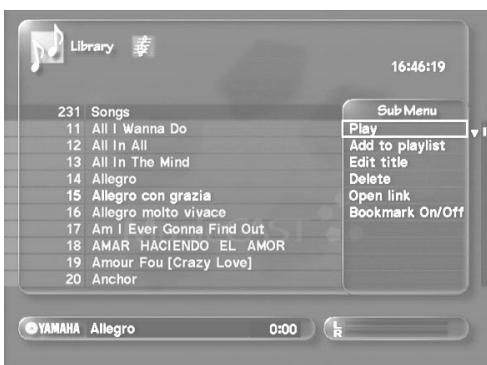 Library
16:46:19
231 Songs
11 All I Wanna Do
12 All In All
13 All In The Mind
14 Allegro
15 Allegro con grazia
16 Allegro molto vivace
17 Am I Ever Gonna Find Out
18 AMAR HACIENDO EL AMOR
19 Amour Fou [Crazy Love]
20 Anchor
Sub Menu
Play
Add to playlist
Edit title
Delete
Open link
Bookmark On/Off
YAMAHA Allegro 0:00
L
R